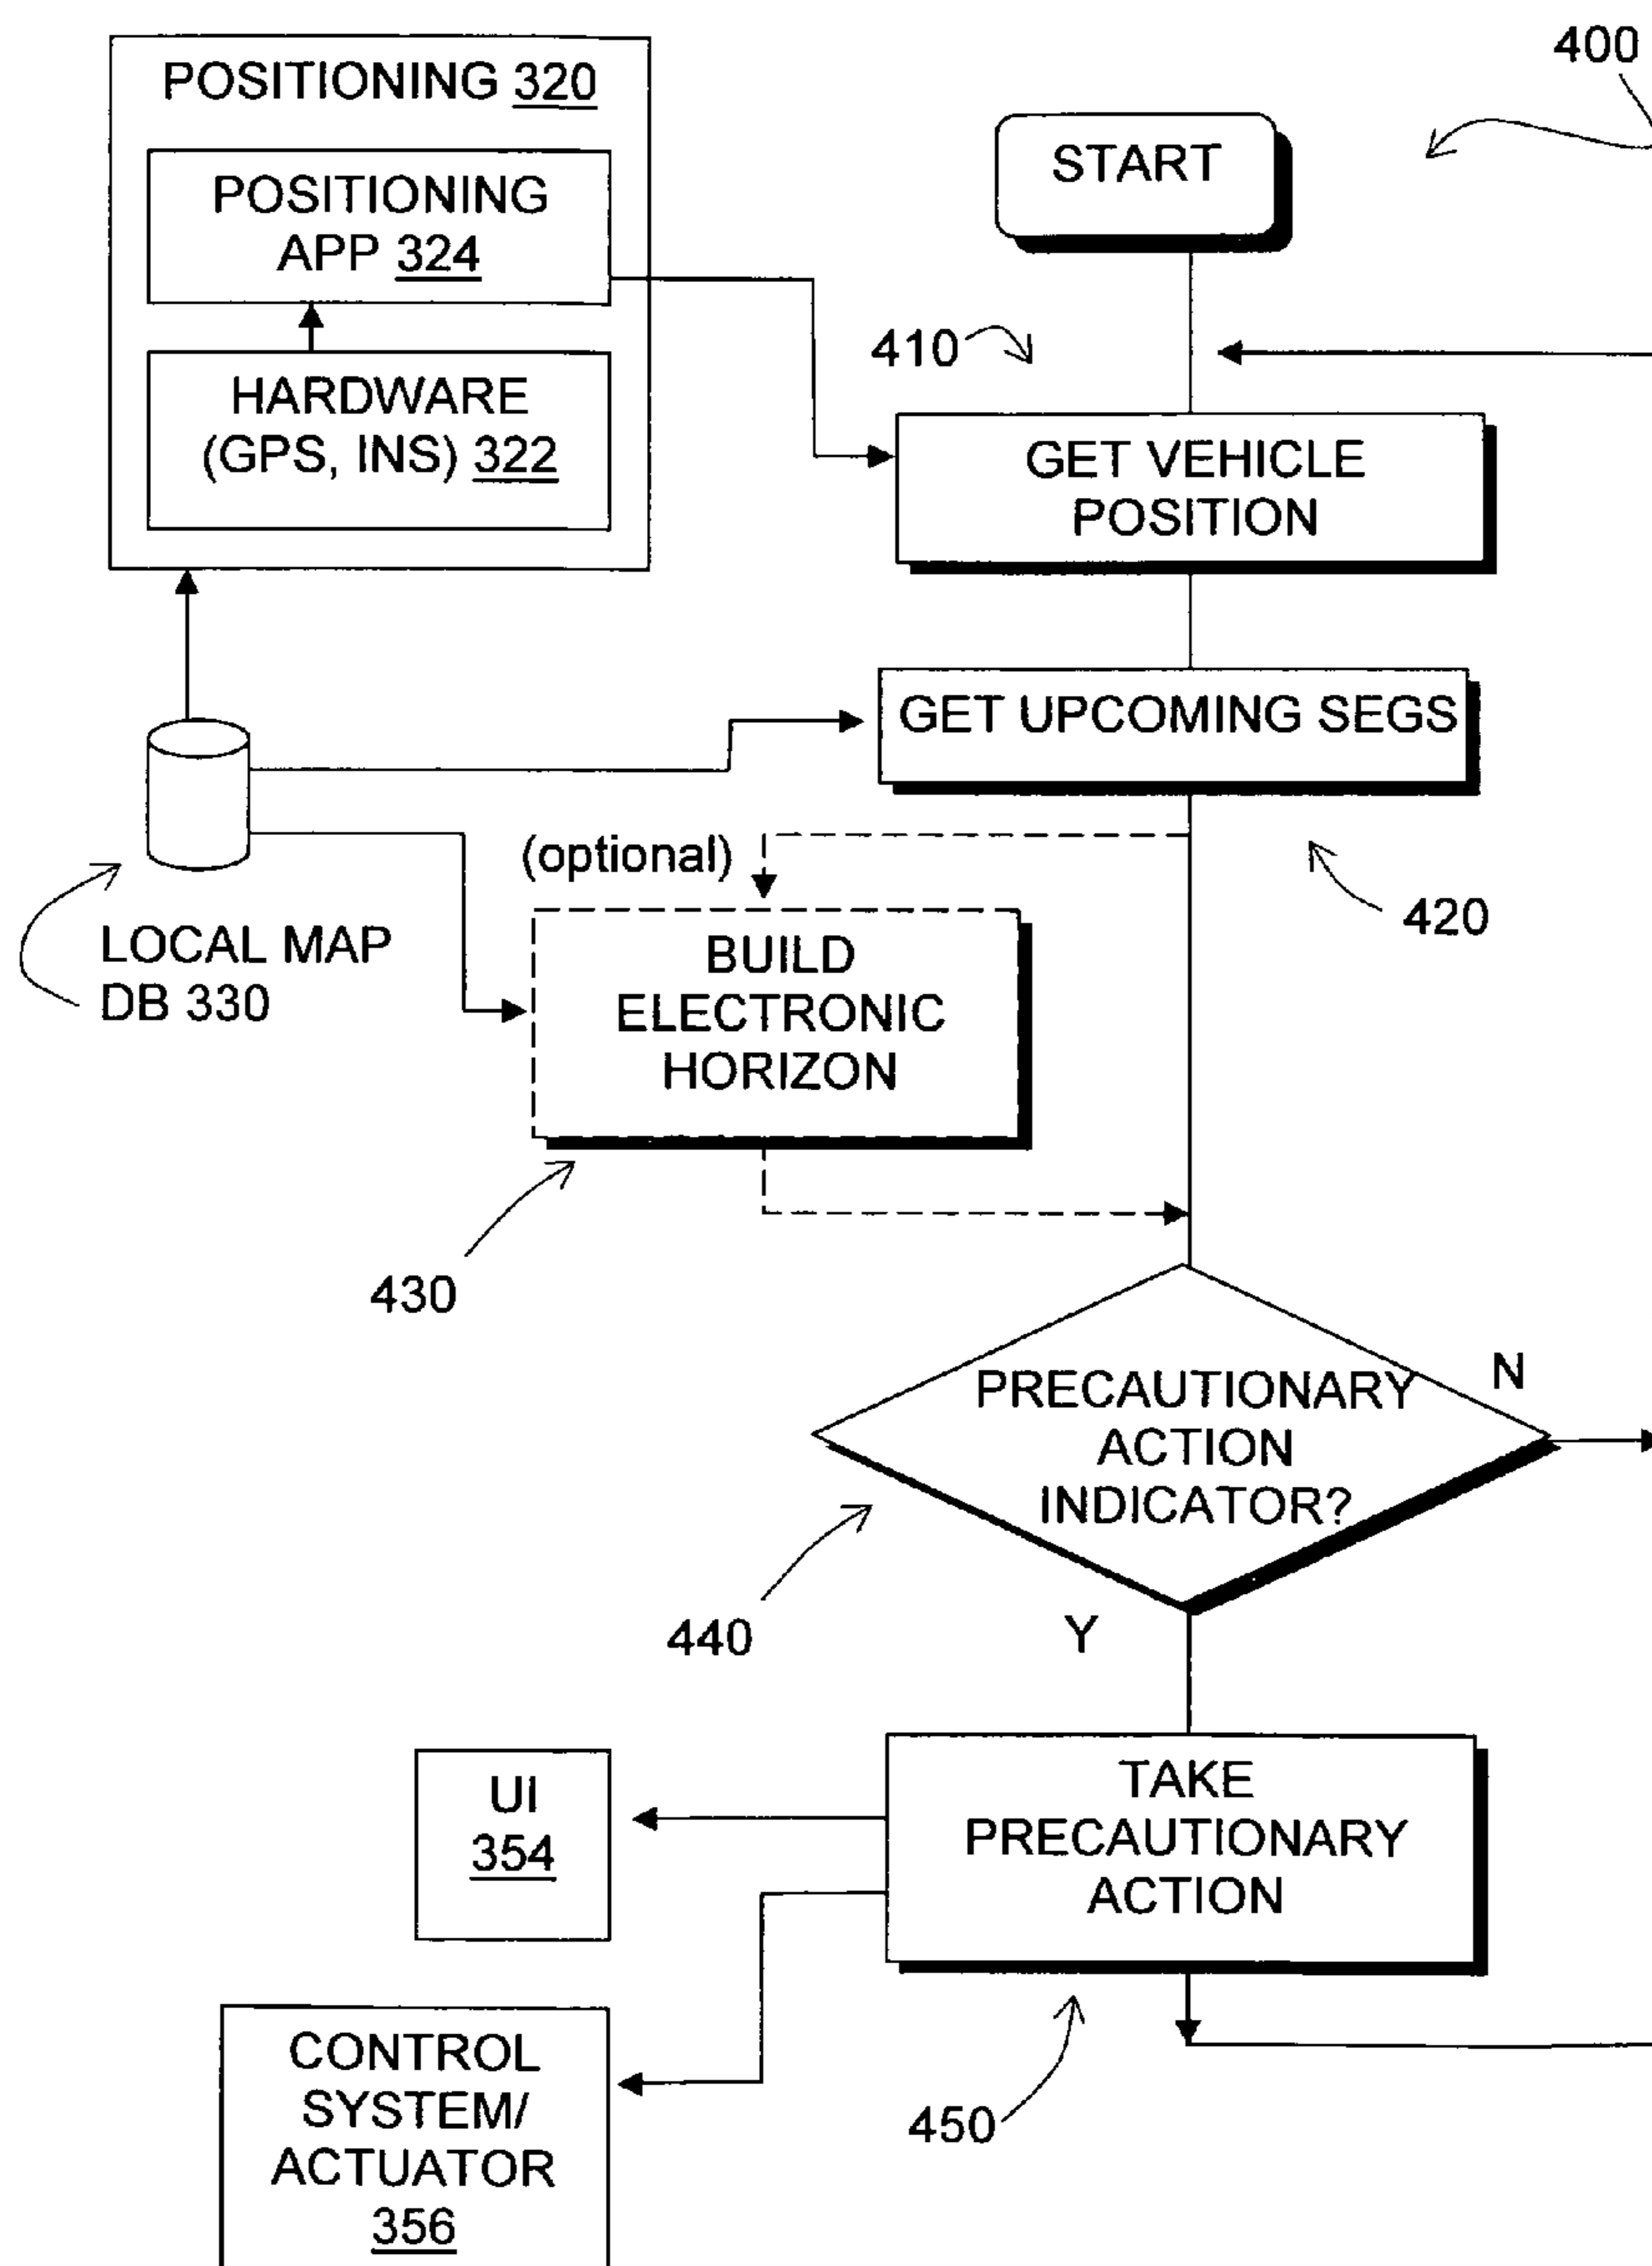 400
POSITIONING 320
POSITIONING
APP 324
HARDWARE
(GPS, INS) 322
START
410
GET VEHICLE
POSITION
GET UPCOMING SEGS
420
(optional)
LOCAL MAP
DB 330
BUILD
ELECTRONIC
HORIZON
430
PRECAUTIONARY
ACTION
INDICATOR?
N
440
Y
TAKE
PRECAUTIONARY
ACTION
UI
354
450
CONTROL
SYSTEM/
ACTUATOR
356